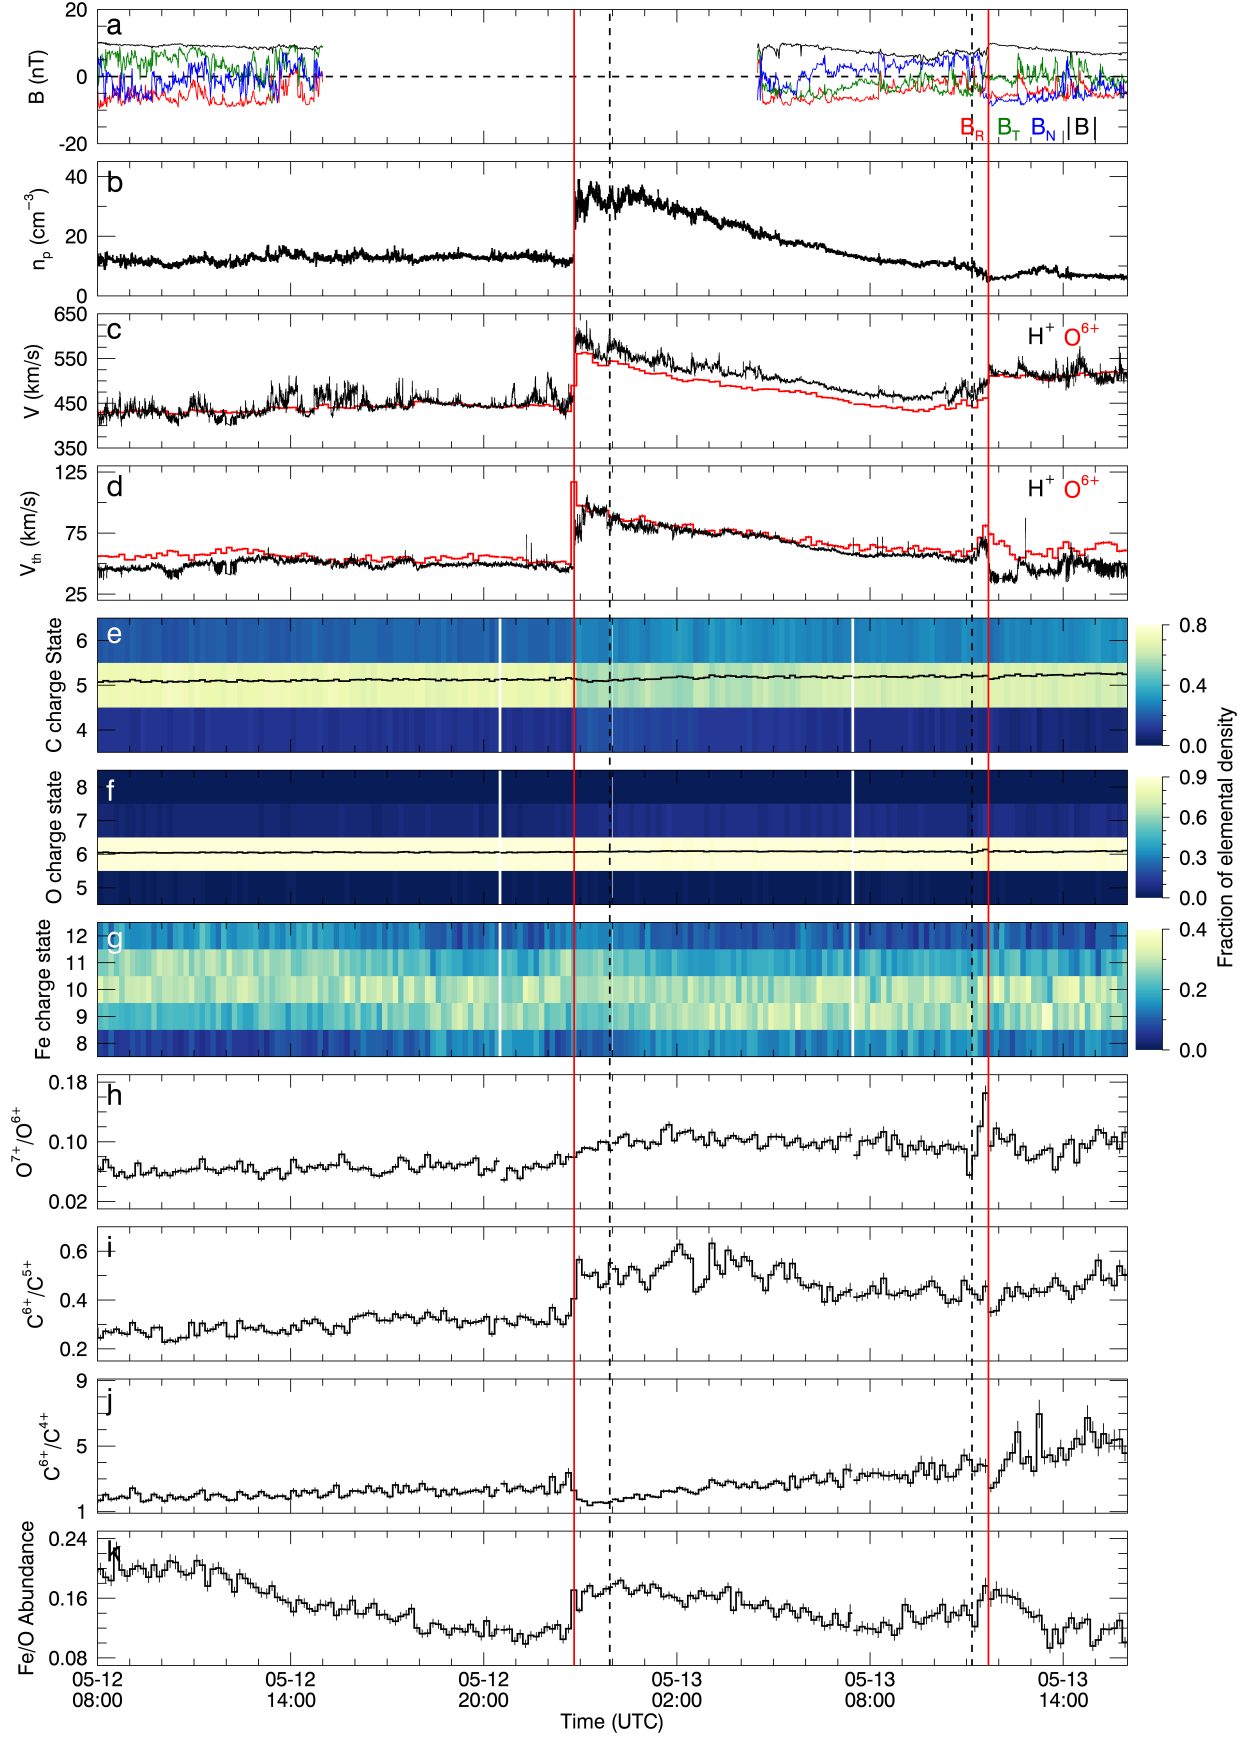 20
10
0
-10
-20
B (nT)
a
B_R B_T B_N |B|
40
20
0
n_p (cm^−3)
b
650
550
450
350
V (km/s)
c
H^+ O^6+
125
75
25
V_th (km/s)
d
H^+ O^6+
6
5
4
C charge State
e
0.8
0.4
0.0
8
7
6
5
O charge state
f
0.9
0.6
0.3
0.0
Fraction of elemental density
12
11
10
9
8
Fe charge state
g
0.4
0.2
0.0
0.18
0.10
0.02
O^7+/O^6+
h
0.6
0.4
0.2
C^6+/C^5+
i
9
5
1
C^6+/C^4+
j
0.24
0.16
0.08
Fe/O Abundance
k
05-12 05-12 05-12 05-13 05-13 05-13
08:00 14:00 20:00 02:00 08:00 14:00
Time (UTC)